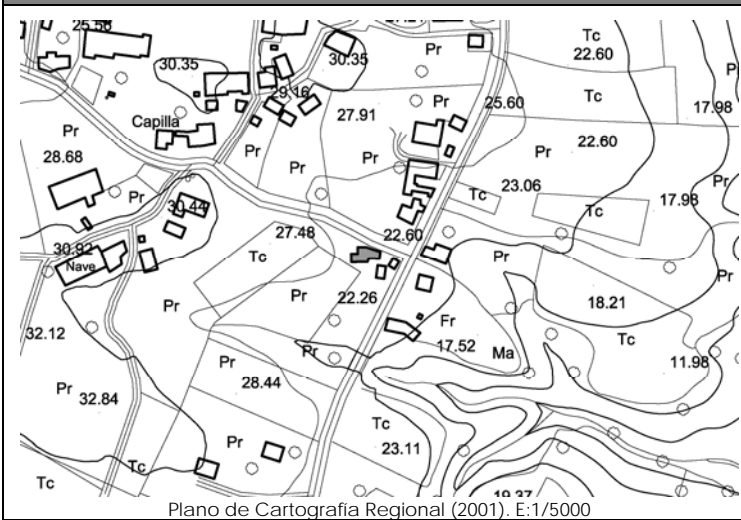 25.58
Tc
22.60
30.35
30.35
Pr
Pr
29.16
Tc
Pr
25.60
17.98
27.91
Capilla
Pr
22.60
Pr
28.68
Pr
Pr
Pr
Pr
23.06
Pr
Tc
17.98
30.44
Tc
27.48
22.60
30.92
Nave
Tc
Pr
Pr
Pr
Pr
22.26
18.21
Fr
32.12
Tc
17.52
Ma
Pr
11.98
Pr
28.44
Pr
32.84
Tc
23.11
Pr
Tc
Tc
19.37
Plano de Cartografía Regional (2001). E:1/5000